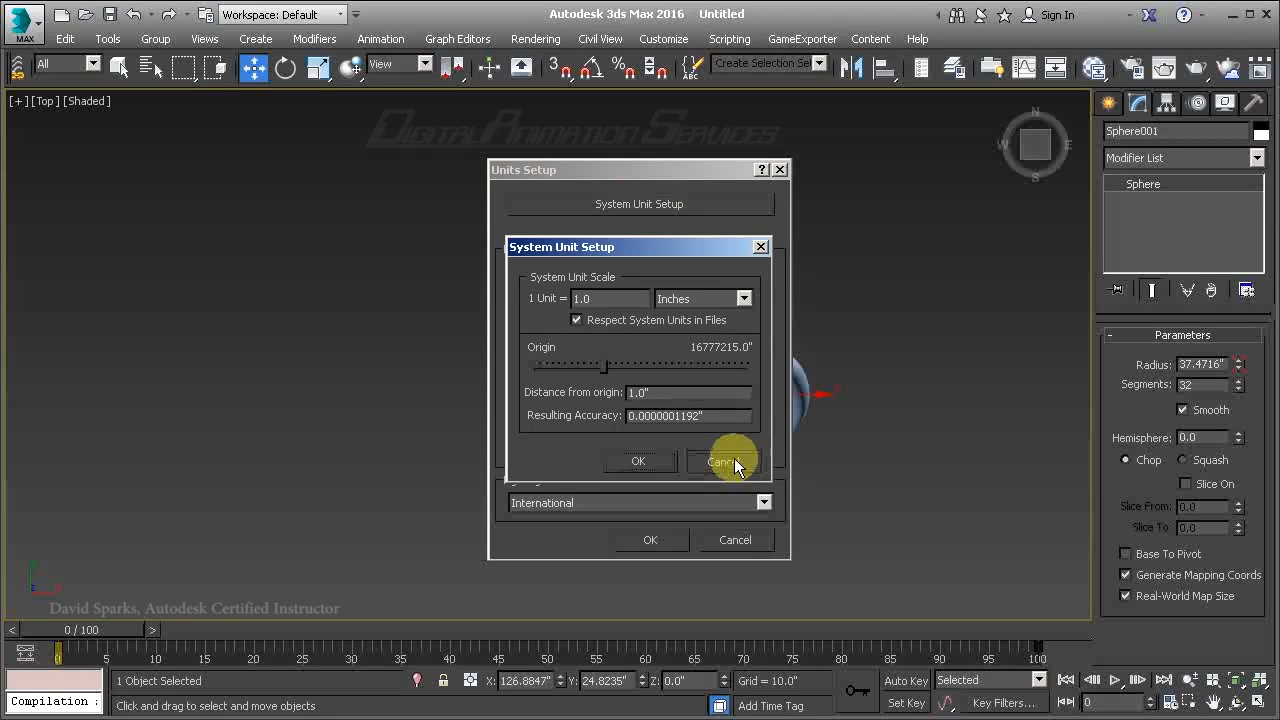 Workspace: Default
Autodesk 3ds Max 2016 Untitled
Sign In
MAX
Edit Tools Group Views Create Modifiers Animation Graph Editors Rendering Civil View Customize Scripting GameExporter Content Help
All
View
3
Create Selection Se
[+] [Top] [Shaded]
Digital Animation Services
N
W E
S
Sphere001
Modifier List
Sphere
Units Setup
System Unit Setup
System Unit Setup
System Unit Scale
1 Unit = 1.0 Inches
Respect System Units in Files
Origin 16777215.0"
Distance from origin: 1.0"
Resulting Accuracy: 0.0000001192"
OK Cancel
International
OK Cancel
Parameters
Radius: 37.4716"
Segments: 32
Smooth
Hemisphere: 0.0
Chop Squash
Slice On
Slice From: 0.0
Slice To 0.0
Base To Pivot
Generate Mapping Coords
Real-World Map Size
David Sparks, Autodesk Certified Instructor
< 0 / 100 >
0 5 10 15 20 25 30 35 40 45 50 55 60 65 70 75 80 85 90 95 100
1 Object Selected X: 126.8847" Y: 24.8235" Z: 0.0" Grid = 10.0" Auto Key Selected
Compilation : Click and drag to select and move objects Add Time Tag Set Key Key Filters... 0